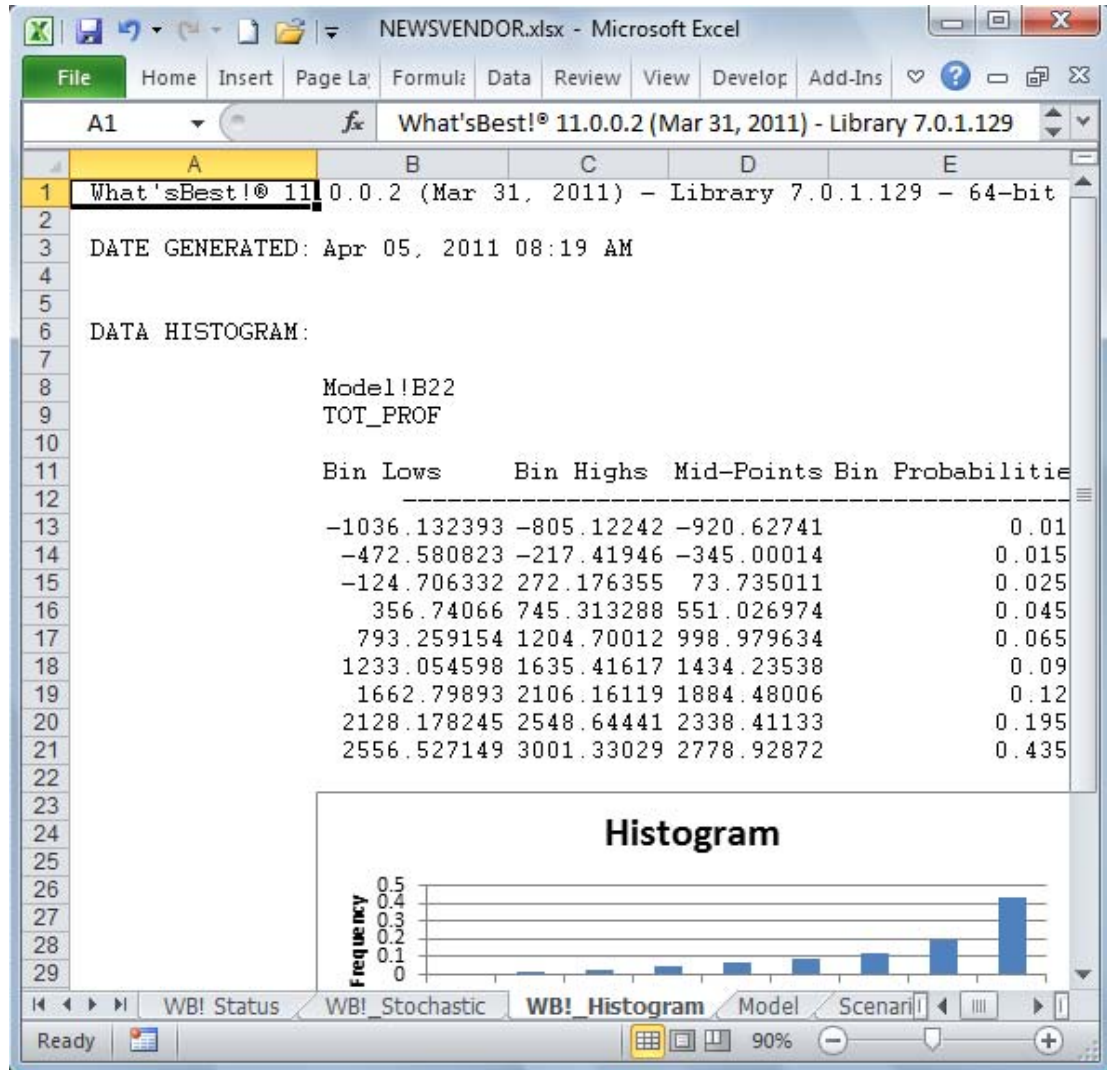 NEWSVENDOR.xlsx - Microsoft Excel
File Home Insert Page La Formula Data Review View Develop Add-Ins
A1 fx What'sBest!® 11.0.0.2 (Mar 31, 2011) - Library 7.0.1.129
A B C D E
1 What'sBest!® 11.0.0.2 (Mar 31, 2011) - Library 7.0.1.129 - 64-bit
2
3 DATE GENERATED: Apr 05, 2011 08:19 AM
4
5
6 DATA HISTOGRAM:
7
8 Model!B22
9 TOT_PROF
10
11 Bin Lows Bin Highs Mid-Points Bin Probabilitie
12 --------------------------------------------------
13 -1036.132393 -805.12242 -920.62741 0.01
14 -472.580823 -217.41946 -345.00014 0.015
15 -124.706332 272.176355 73.735011 0.025
16 356.74066 745.313288 551.026974 0.045
17 793.259154 1204.70012 998.979634 0.065
18 1233.054598 1635.41617 1434.23538 0.09
19 1662.79893 2106.16119 1884.48006 0.12
20 2128.178245 2548.64441 2338.41133 0.195
21 2556.527149 3001.33029 2778.92872 0.435
22
23
24 Histogram
25
26 0.5
0.4
27 0.3
28 0.2
0.1
29 0
Frequency
WB! Status WB!_Stochastic WB!_Histogram Model Scenari
Ready 90%